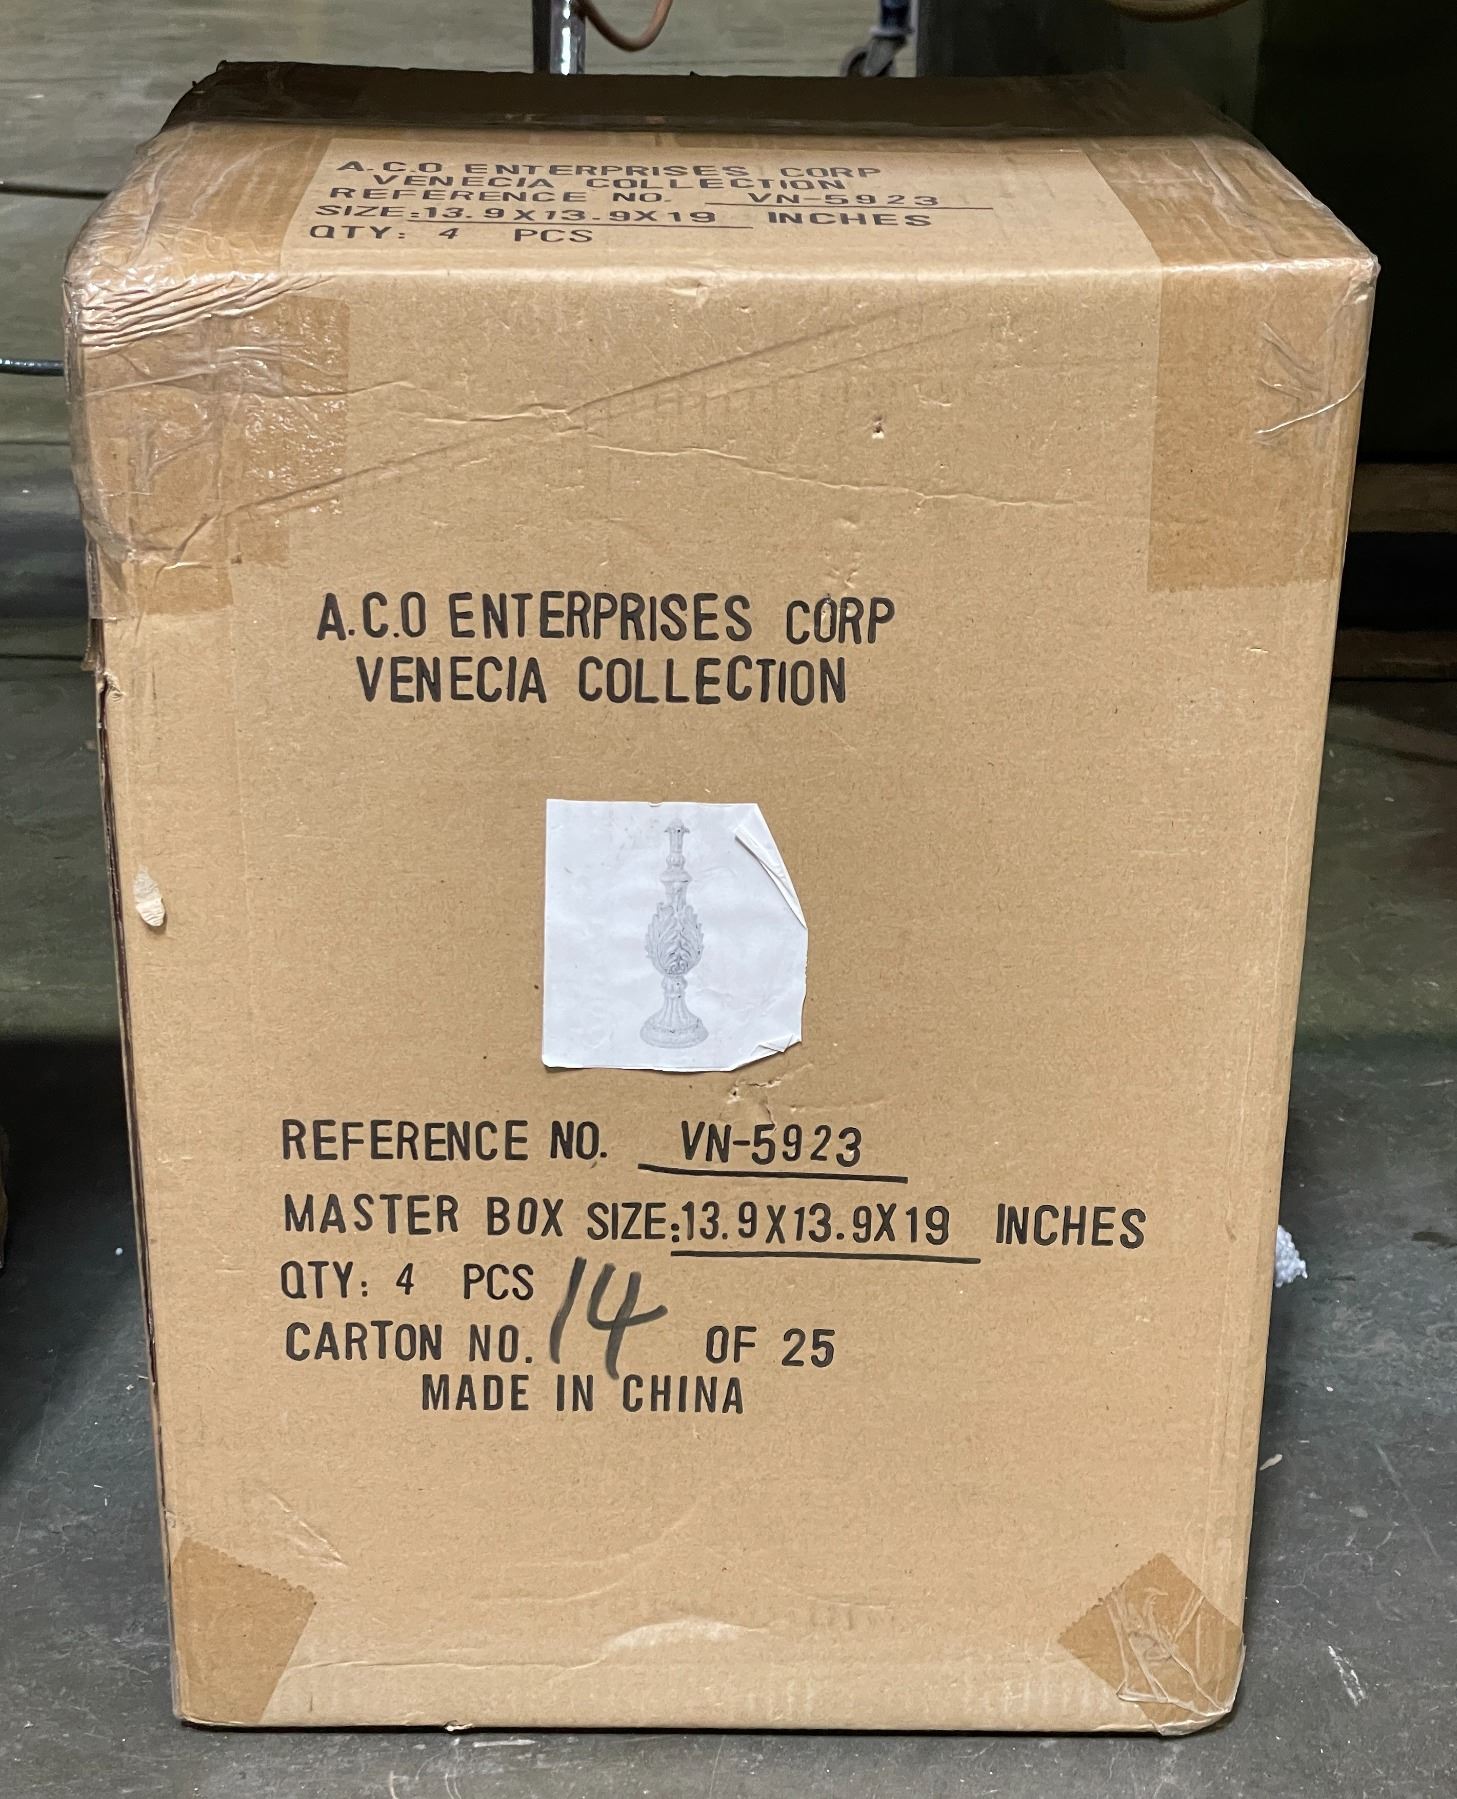 A.C.O ENTERPRISES CORP
VENECIA COLLECTION
REFERENCE NO. VN-5923
SIZE:13.9X13.9X19 INCHES
QTY: 4 PCS
A.C.O ENTERPRISES CORP
VENECIA COLLECTION
REFERENCE NO. VN-5923
MASTER BOX SIZE:13.9X13.9X19 INCHES
QTY: 4 PCS
CARTON NO. 14 OF 25
MADE IN CHINA